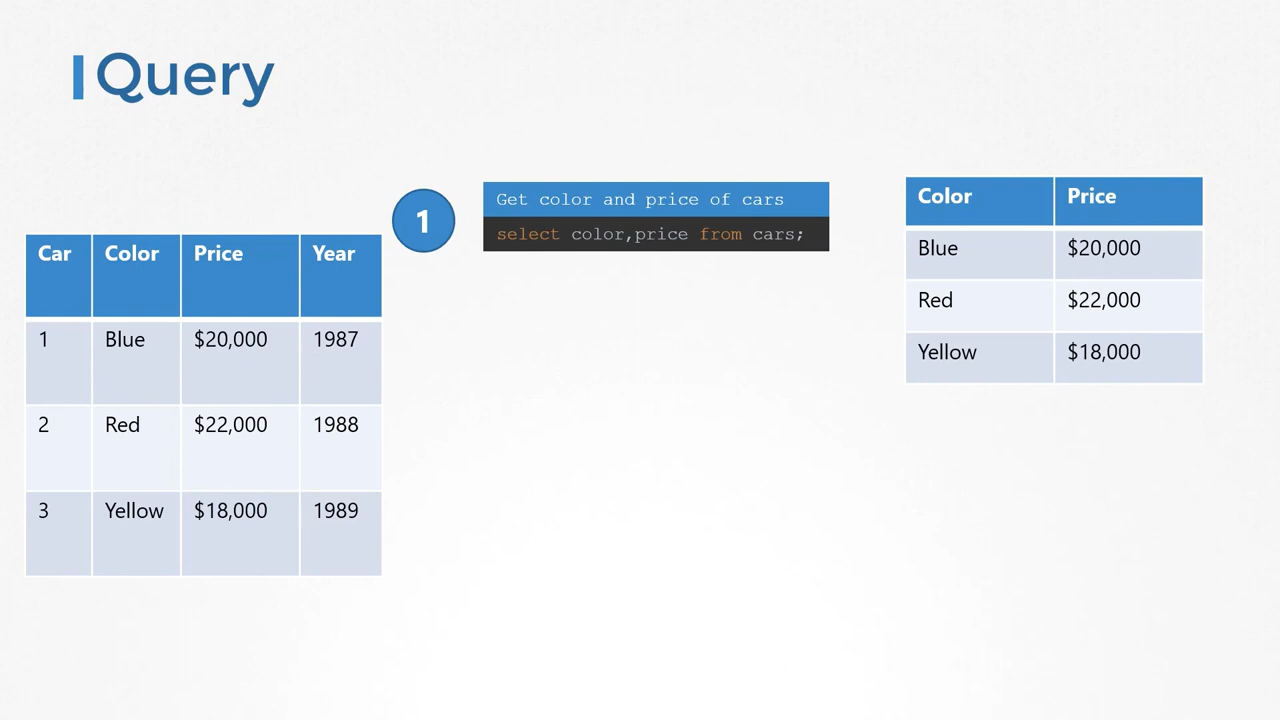 Query
Car Color Price Year
1 Blue $20,000 1987
2 Red $22,000 1988
3 Yellow $18,000 1989
1
Get color and price of cars
select color,price from cars;
Color Price
Blue $20,000
Red $22,000
Yellow $18,000